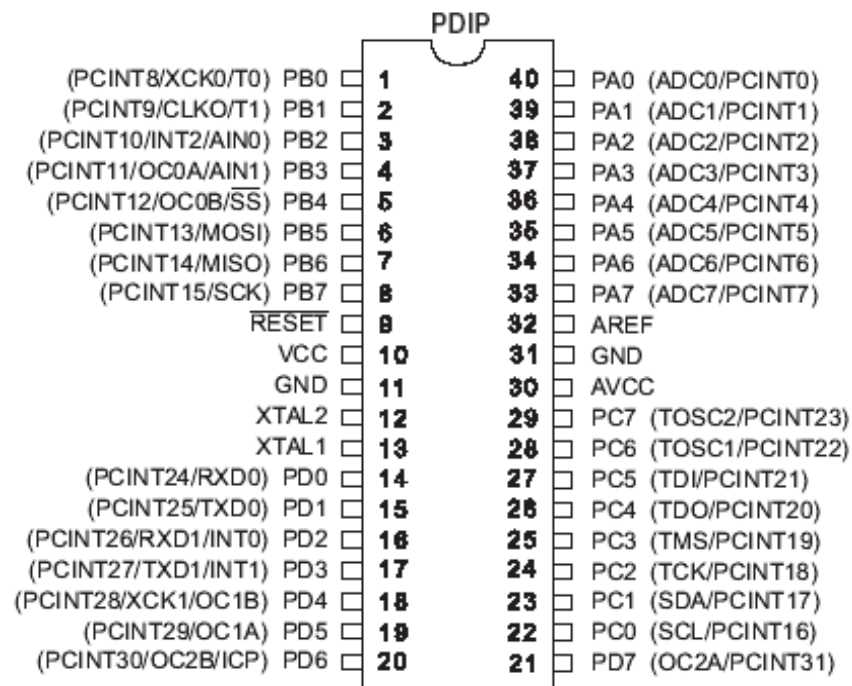 PDIP
(PCINT8/XCK0/T0) PB0 1 40 PA0 (ADC0/PCINT0)
(PCINT9/CLKO/T1) PB1 2 39 PA1 (ADC1/PCINT1)
(PCINT10/INT2/AIN0) PB2 3 38 PA2 (ADC2/PCINT2)
(PCINT11/OC0A/AIN1) PB3 4 37 PA3 (ADC3/PCINT3)
(PCINT12/OC0B/SS) PB4 5 36 PA4 (ADC4/PCINT4)
(PCINT13/MOSI) PB5 6 35 PA5 (ADC5/PCINT5)
(PCINT14/MISO) PB6 7 34 PA6 (ADC6/PCINT6)
(PCINT15/SCK) PB7 8 33 PA7 (ADC7/PCINT7)
RESET 9 32 AREF
VCC 10 31 GND
GND 11 30 AVCC
XTAL2 12 29 PC7 (TOSC2/PCINT23)
XTAL1 13 28 PC6 (TOSC1/PCINT22)
(PCINT24/RXD0) PD0 14 27 PC5 (TDI/PCINT21)
(PCINT25/TXD0) PD1 15 26 PC4 (TDO/PCINT20)
(PCINT26/RXD1/INT0) PD2 16 25 PC3 (TMS/PCINT19)
(PCINT27/TXD1/INT1) PD3 17 24 PC2 (TCK/PCINT18)
(PCINT28/XCK1/OC1B) PD4 18 23 PC1 (SDA/PCINT17)
(PCINT29/OC1A) PD5 19 22 PC0 (SCL/PCINT16)
(PCINT30/OC2B/ICP) PD6 20 21 PD7 (OC2A/PCINT31)